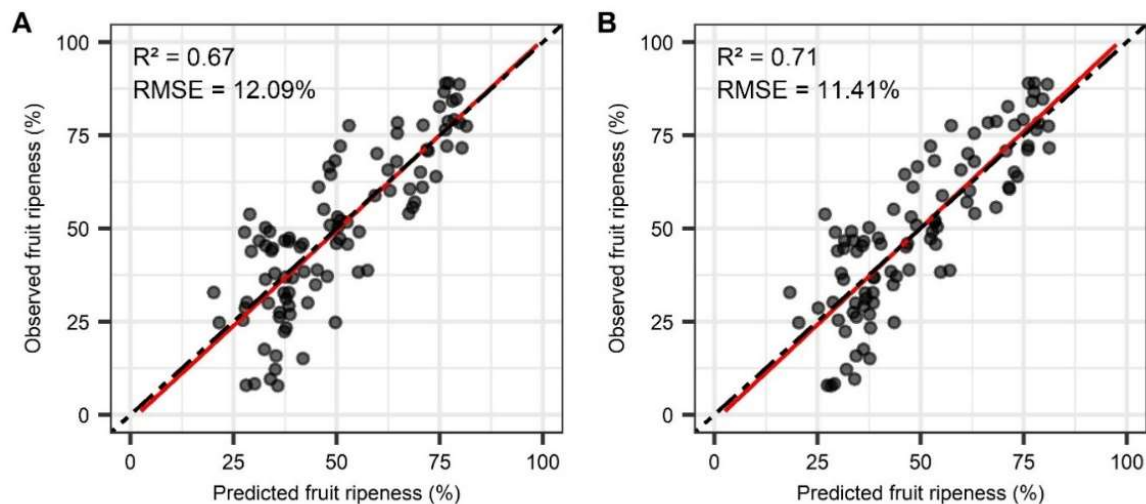 A
R² = 0.67
RMSE = 12.09%
100
75
50
25
0
Observed fruit ripeness (%)
0 25 50 75 100
Predicted fruit ripeness (%)
B
R² = 0.71
RMSE = 11.41%
100
75
50
25
0
Observed fruit ripeness (%)
0 25 50 75 100
Predicted fruit ripeness (%)